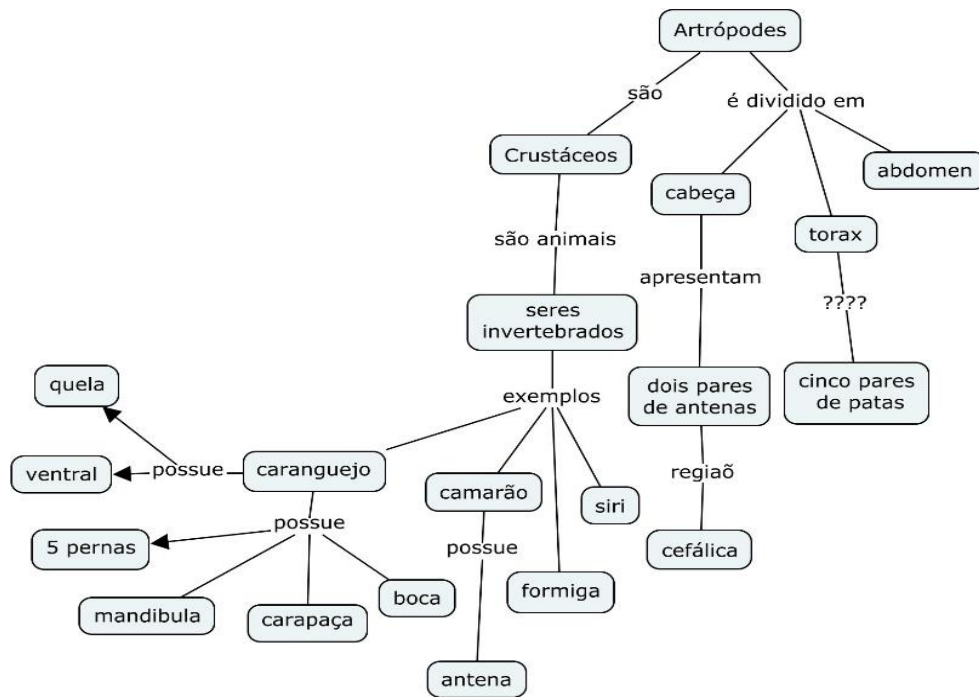 Artrópodes
são
é dividido em
Crustáceos
abdomen
cabeça
torax
são animais
apresentam
????
seres
invertebrados
quela
exemplos
dois pares
de antenas
cinco pares
de patas
ventral
possue
caranguejo
regiaõ
camarão
siri
possue
5 pernas
possue
cefálica
mandibula
carapaça
boca
formiga
antena